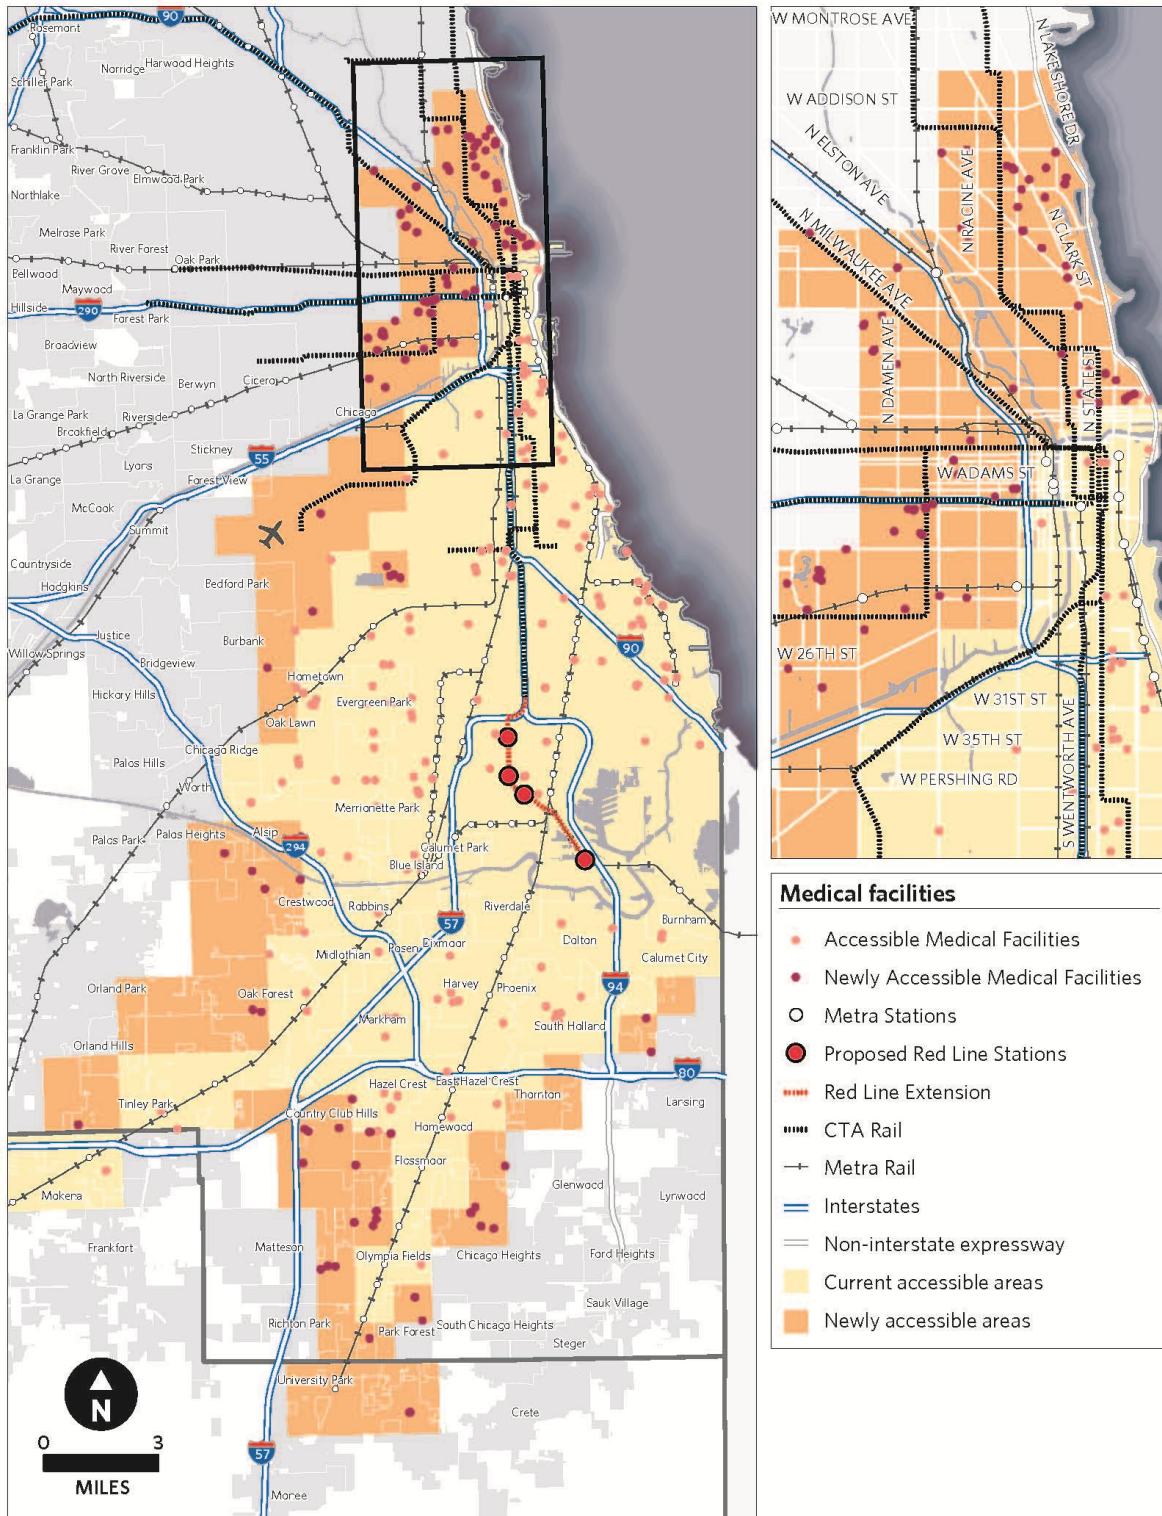 90
Rosemont
Harwood Heights
Norridge
Schiller Park
Franklin Park
River Grove
Elmwood Park
Northlake
Melrose Park
River Forest
Oak Park
Bellwood
Maywood
Hillside
290
Forest Park
Broadview
North Riverside
Berwyn
Cicero
La Grange Park
Riverside
Chicago
Brookfield
Stickney
Lyons
55
La Grange
Forest View
McCook
Summit
Countryside
Bedford Park
Hodgkins
Justice
Burbank
Willow Springs
Bridgeview
90
Hometown
Hickory Hills
Evergreen Park
Oak Lawn
Chicago Ridge
Palos Hills
Worth
Merrionette Park
Palos Park
Palos Heights
Alsip
294
Calumet Park
Blue Island
Crestwood
Robbins
Riverdale
Burnham
57
Posen
Dixmoor
Dolton
Midlothian
Calumet City
Orland Park
Oak Forest
Harvey
Phoenix
94
Markham
South Holland
Orland Hills
80
Hazel Crest
East Hazel Crest
Thornton
Lansing
Tinley Park
Country Club Hills
Homewood
Flossmoor
Glenwood
Lynwood
Mokena
Frankfort
Matteson
Olympia Fields
Chicago Heights
Ford Heights
Sauk Village
Richton Park
Park Forest
South Chicago Heights
Steger
University Park
Crete
N
0 3
MILES
57
Monee
W MONTROSE AVE
N LAKE SHORE DR
W ADDISON ST
N ELSTON AVE
N RACINE AVE
N CLARK ST
N MILWAUKEE AVE
N DAMEN AVE
N STATE ST
W ADAMS ST
W 26TH ST
W 31ST ST
S WENTWORTH AVE
W 35TH ST
W PERSHING RD
Medical facilities
Accessible Medical Facilities
Newly Accessible Medical Facilities
Metra Stations
Proposed Red Line Stations
Red Line Extension
CTA Rail
Metra Rail
Interstates
Non-interstate expressway
Current accessible areas
Newly accessible areas